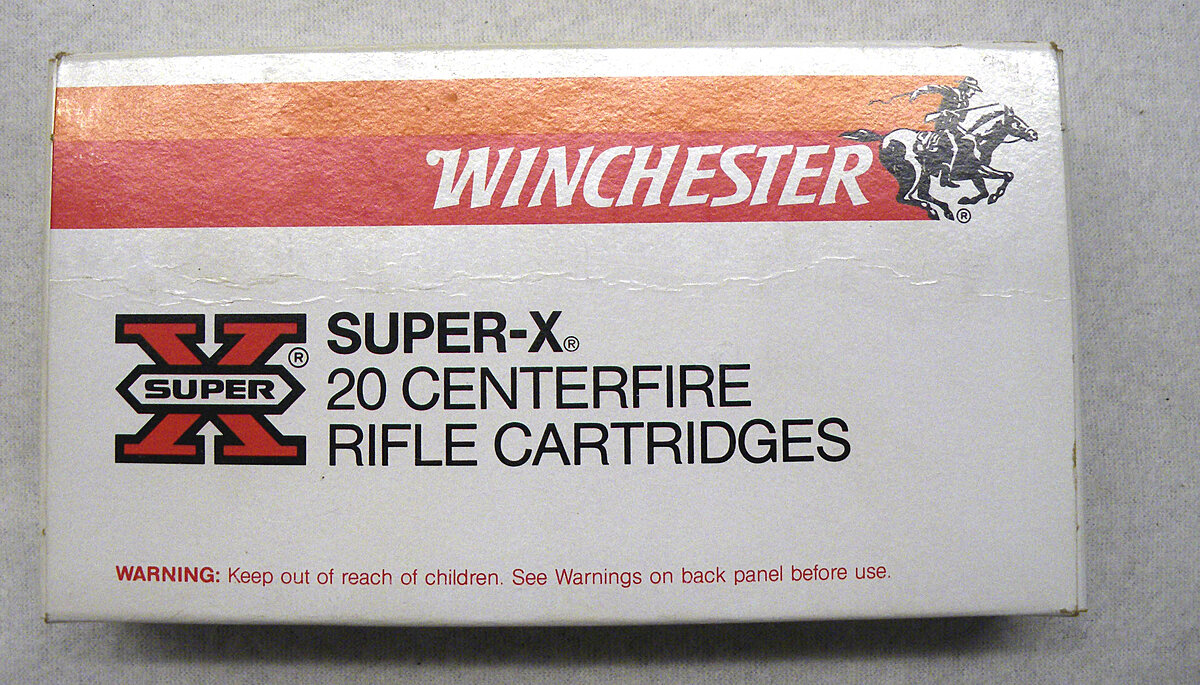 WINCHESTER
®
SUPER
®
SUPER-X®
20 CENTERFIRE
RIFLE CARTRIDGES
WARNING: Keep out of reach of children. See Warnings on back panel before use.